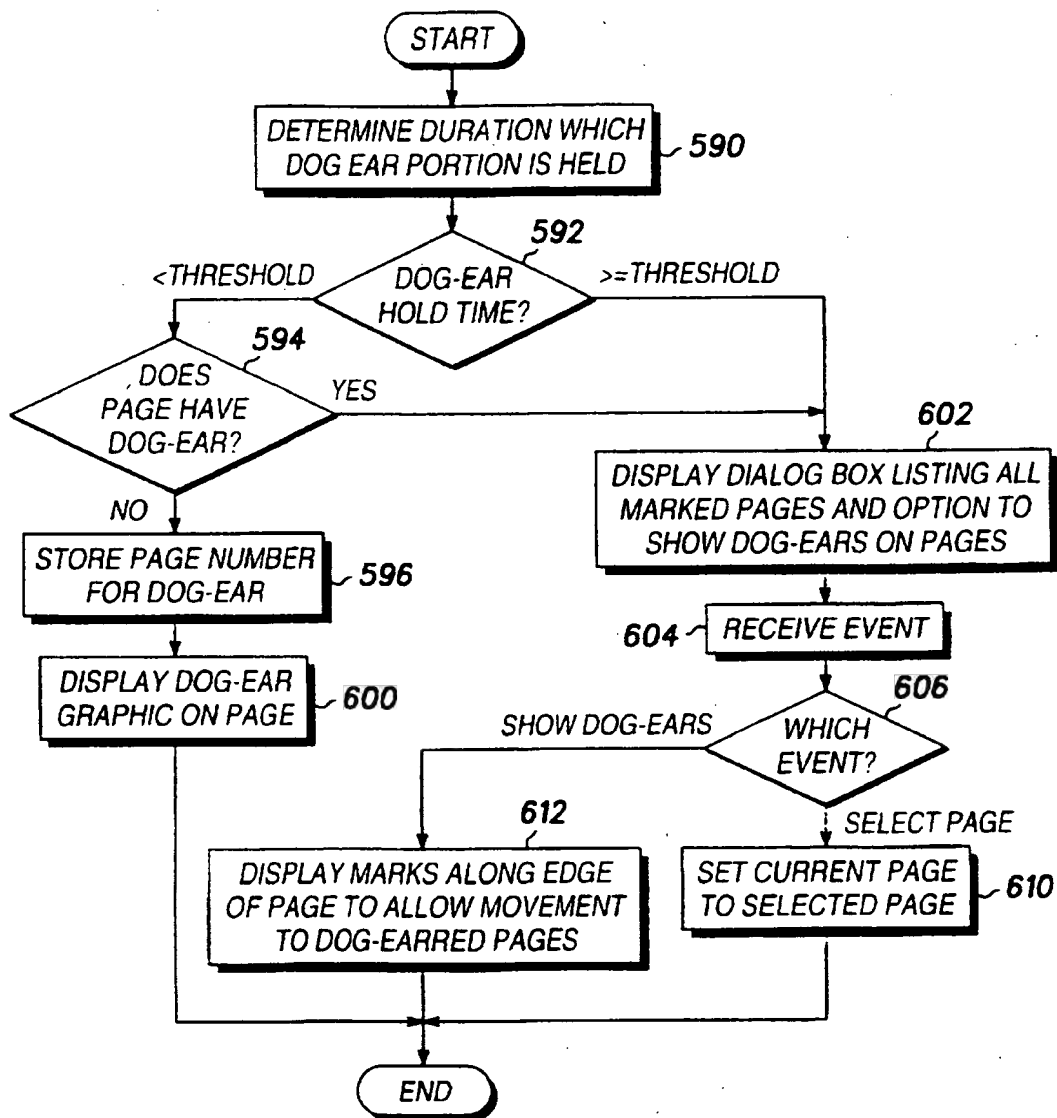 START
DETERMINE DURATION WHICH
DOG EAR PORTION IS HELD
590
592
<THRESHOLD
DOG-EAR
HOLD TIME?
>=THRESHOLD
594
DOES
PAGE HAVE
DOG-EAR?
YES
NO
602
DISPLAY DIALOG BOX LISTING ALL
MARKED PAGES AND OPTION TO
SHOW DOG-EARS ON PAGES
STORE PAGE NUMBER
FOR DOG-EAR
596
604
RECEIVE EVENT
DISPLAY DOG-EAR
GRAPHIC ON PAGE
600
606
SHOW DOG-EARS
WHICH
EVENT?
SELECT PAGE
612
DISPLAY MARKS ALONG EDGE
OF PAGE TO ALLOW MOVEMENT
TO DOG-EARRED PAGES
SET CURRENT PAGE
TO SELECTED PAGE
610
END